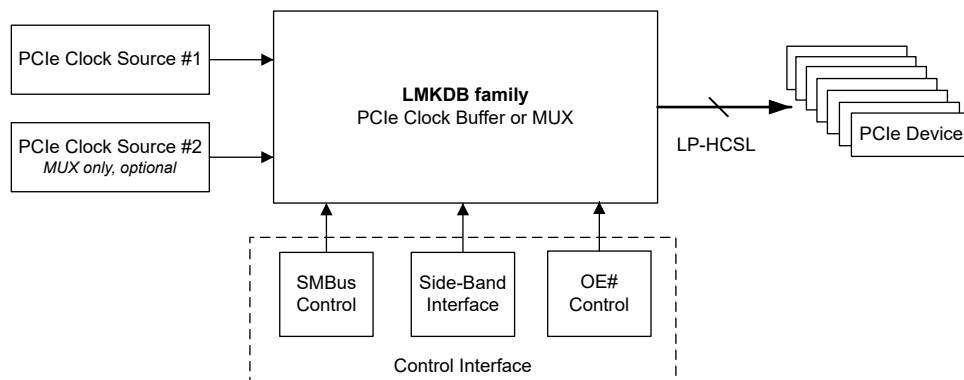 PCIe Clock Source #1
PCIe Clock Source #2
MUX only, optional
LMKDB family
PCIe Clock Buffer or MUX
LP-HCSL
PCIe Device
SMBus
Control
Side-Band
Interface
OE#
Control
Control Interface